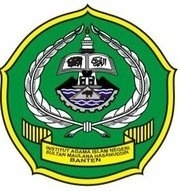 INSTITUT AGAMA ISLAM NEGERI
SULTAN MAULANA HASANUDDIN
BANTEN